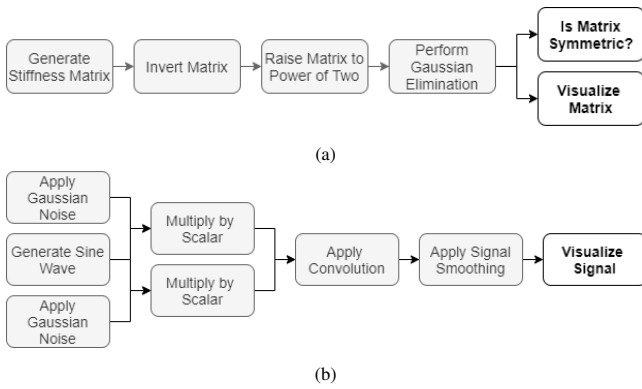 Generate
Stiffness Matrix
Invert Matrix
Raise Matrix to
Power of Two
Perform
Gaussian
Elimination
Is Matrix
Symmetric?
Visualize
Matrix
(a)
Apply
Gaussian
Noise
Generate Sine
Wave
Apply
Gaussian
Noise
Multiply by
Scalar
Multiply by
Scalar
Apply
Convolution
Apply Signal
Smoothing
Visualize
Signal
(b)